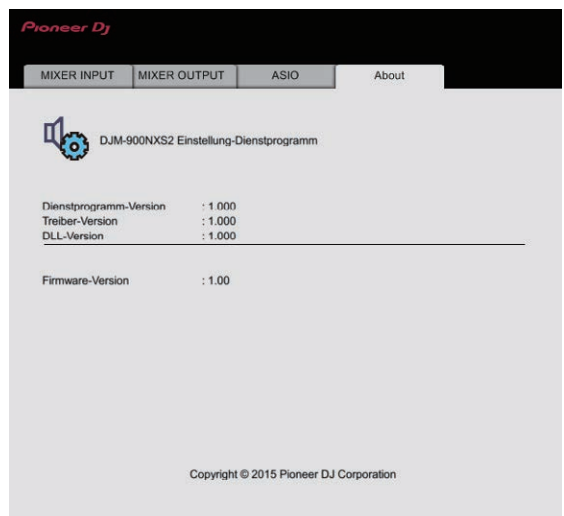 Pioneer Dj
MIXER INPUT MIXER OUTPUT ASIO About
DJM-900NXS2 Einstellung-Dienstprogramm
Dienstprogramm-Version : 1.000
Treiber-Version : 1.000
DLL-Version : 1.000
Firmware-Version : 1.00
Copyright © 2015 Pioneer DJ Corporation